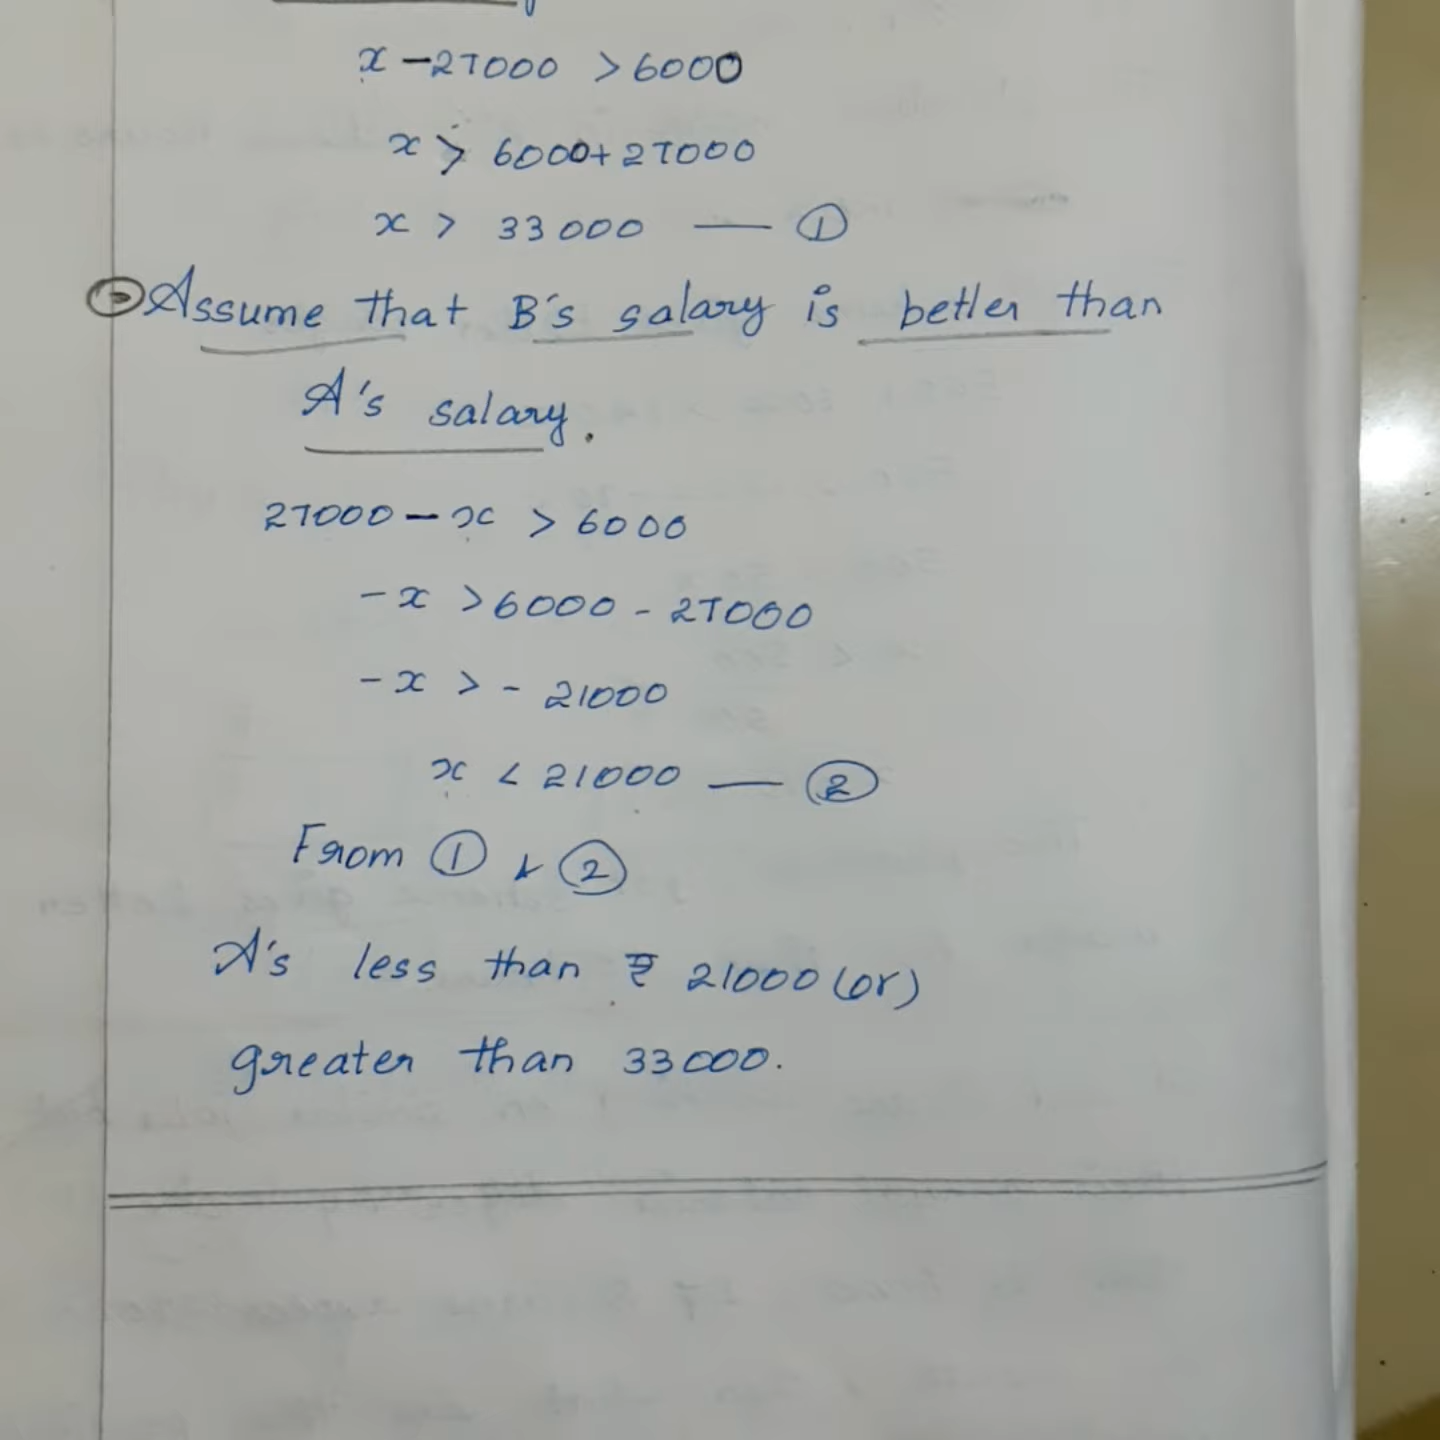 x - 27000 > 6000
x > 6000 + 27000
x > 33000 — ①
Assume that B's salary is better than
A's salary.
27000 - x > 6000
- x > 6000 - 27000
- x > - 21000
x < 21000 — ②
From ① & ②
A's less than ₹ 21000 (or)
greater than 33000.